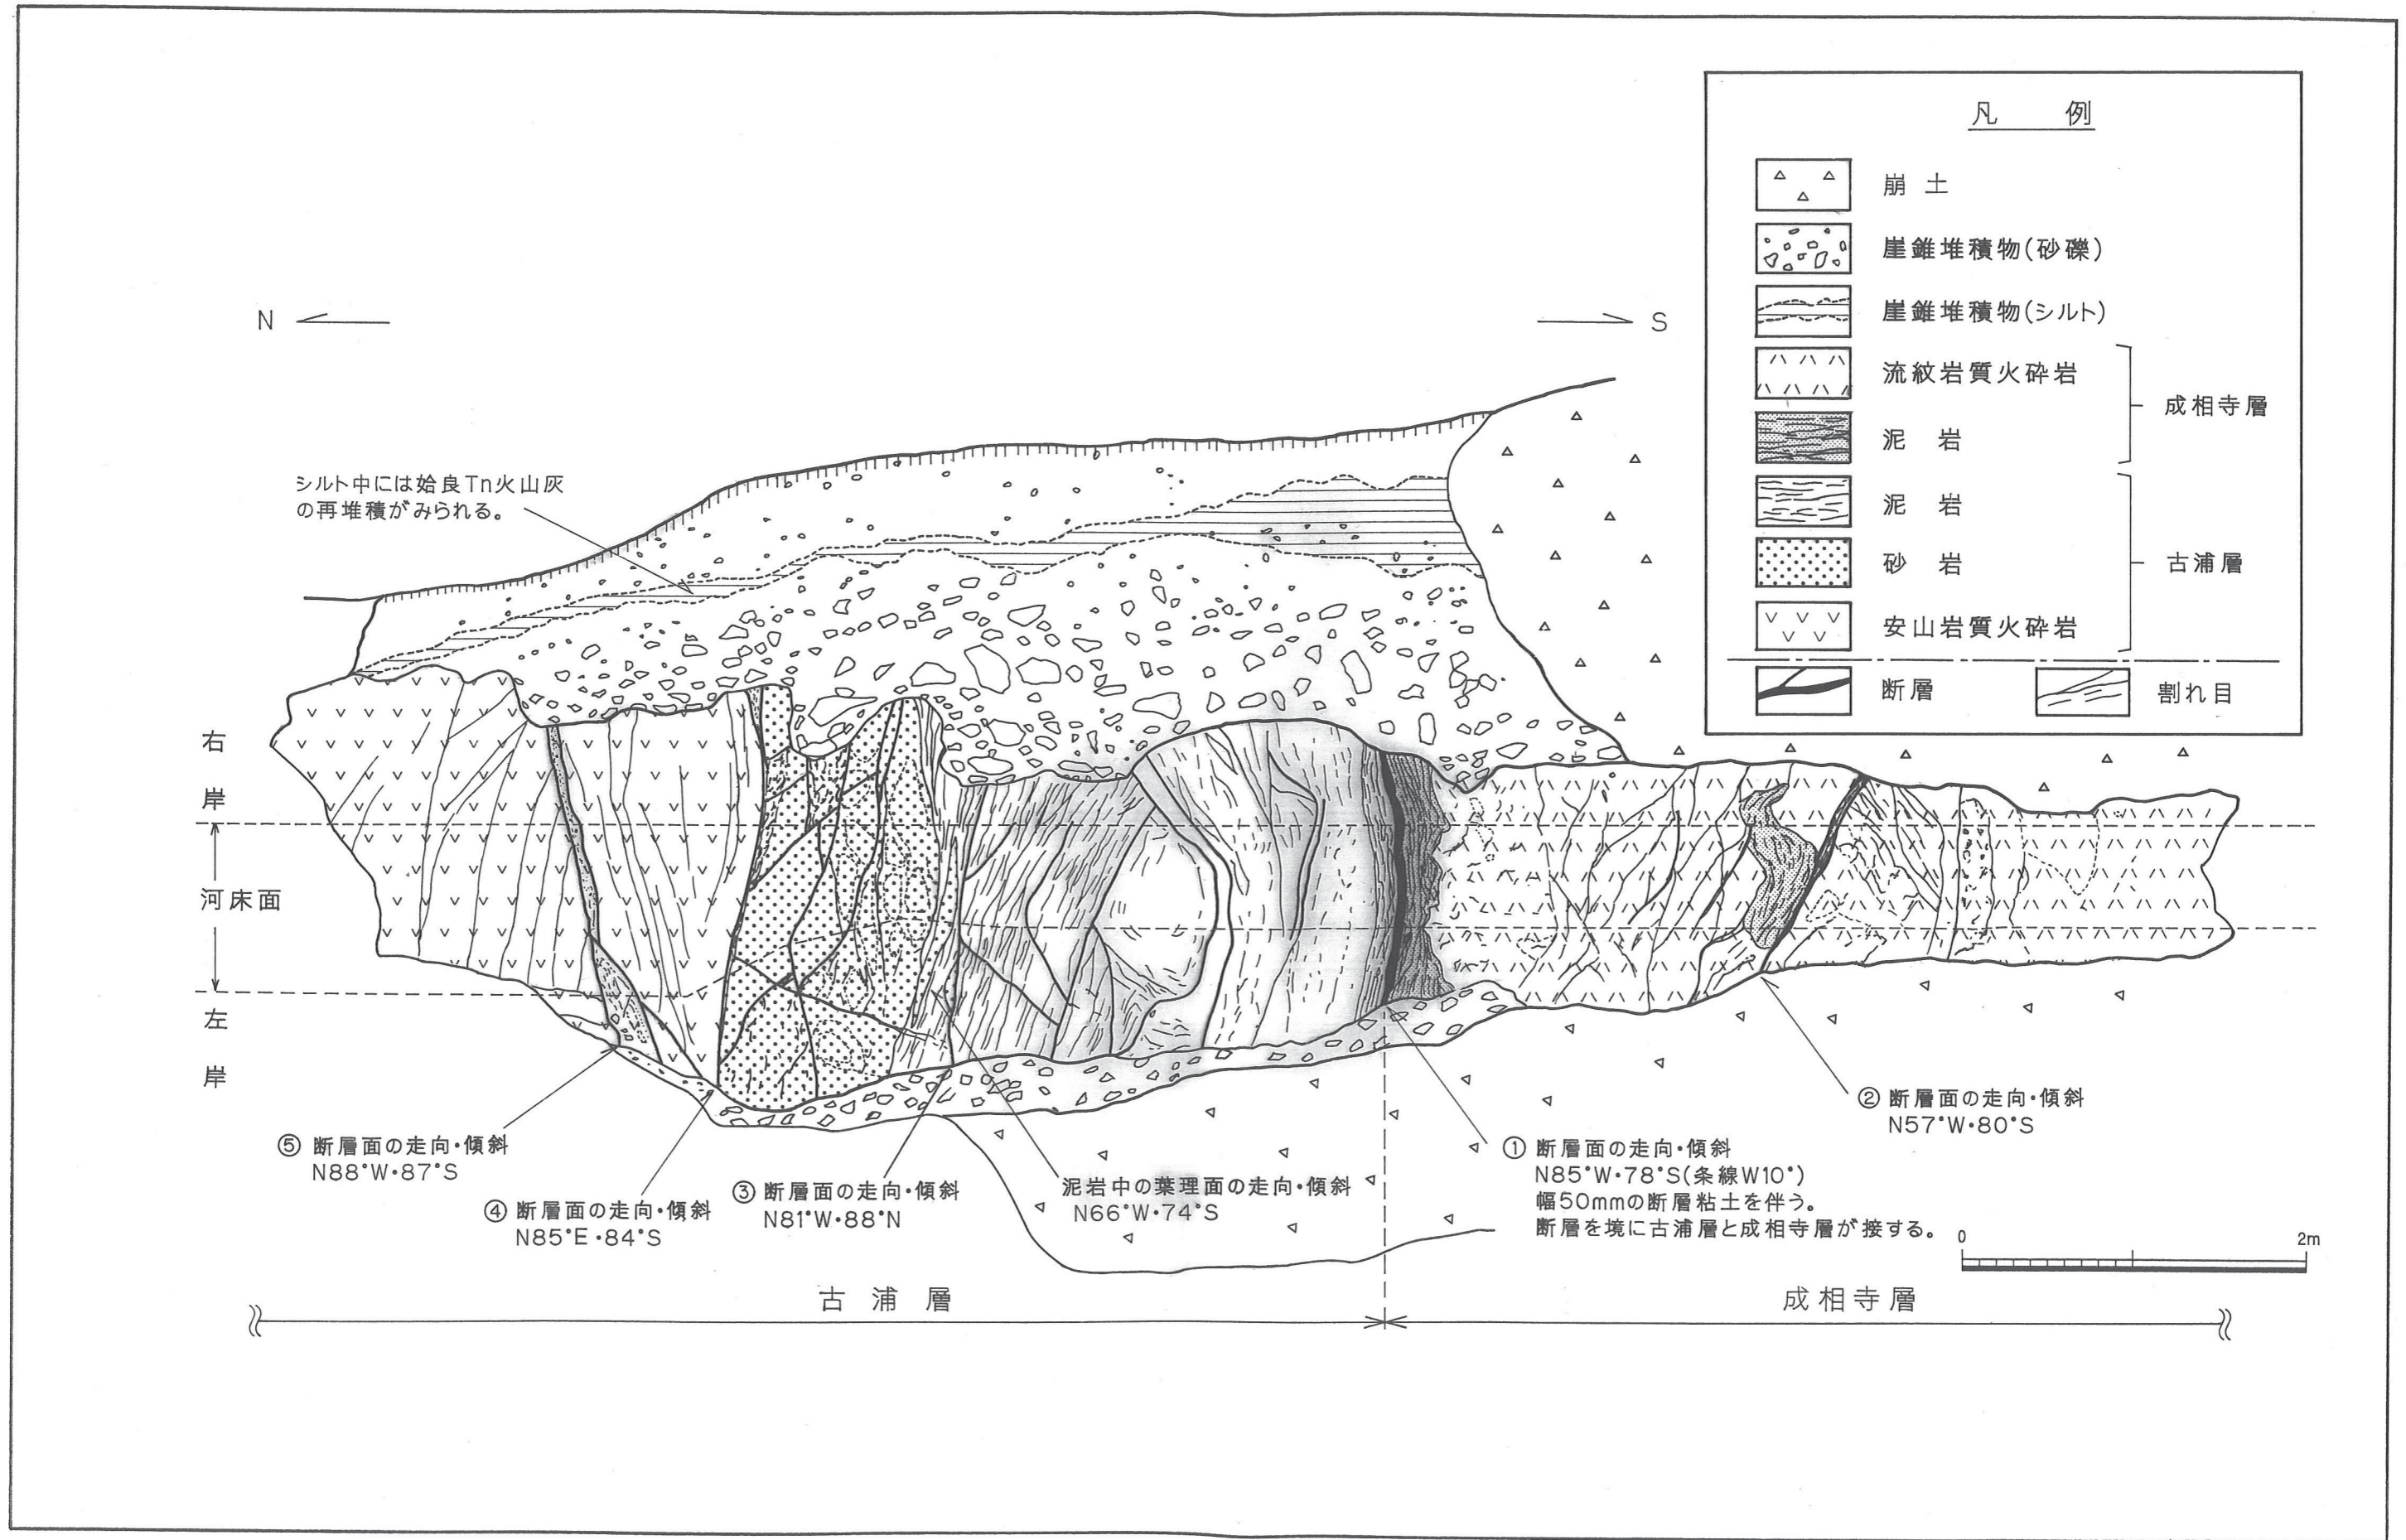 凡 例
崩 土
崖錐堆積物(砂礫)
崖錐堆積物(シルト)
流紋岩質火砕岩
泥 岩
成相寺層
泥 岩
砂 岩
安山岩質火砕岩
古浦層
断層
割れ目
N
S
シルト中には姶良Tn火山灰
の再堆積がみられる。
右
岸
河床面
左
岸
⑤ 断層面の走向・傾斜
N88°W・87°S
④ 断層面の走向・傾斜
N85°E・84°S
③ 断層面の走向・傾斜
N81°W・88°N
泥岩中の葉理面の走向・傾斜
N66°W・74°S
① 断層面の走向・傾斜
N85°W・78°S(条線W10°)
幅50mmの断層粘土を伴う。
断層を境に古浦層と成相寺層が接する。
② 断層面の走向・傾斜
N57°W・80°S
0 2m
古 浦 層
成相寺層